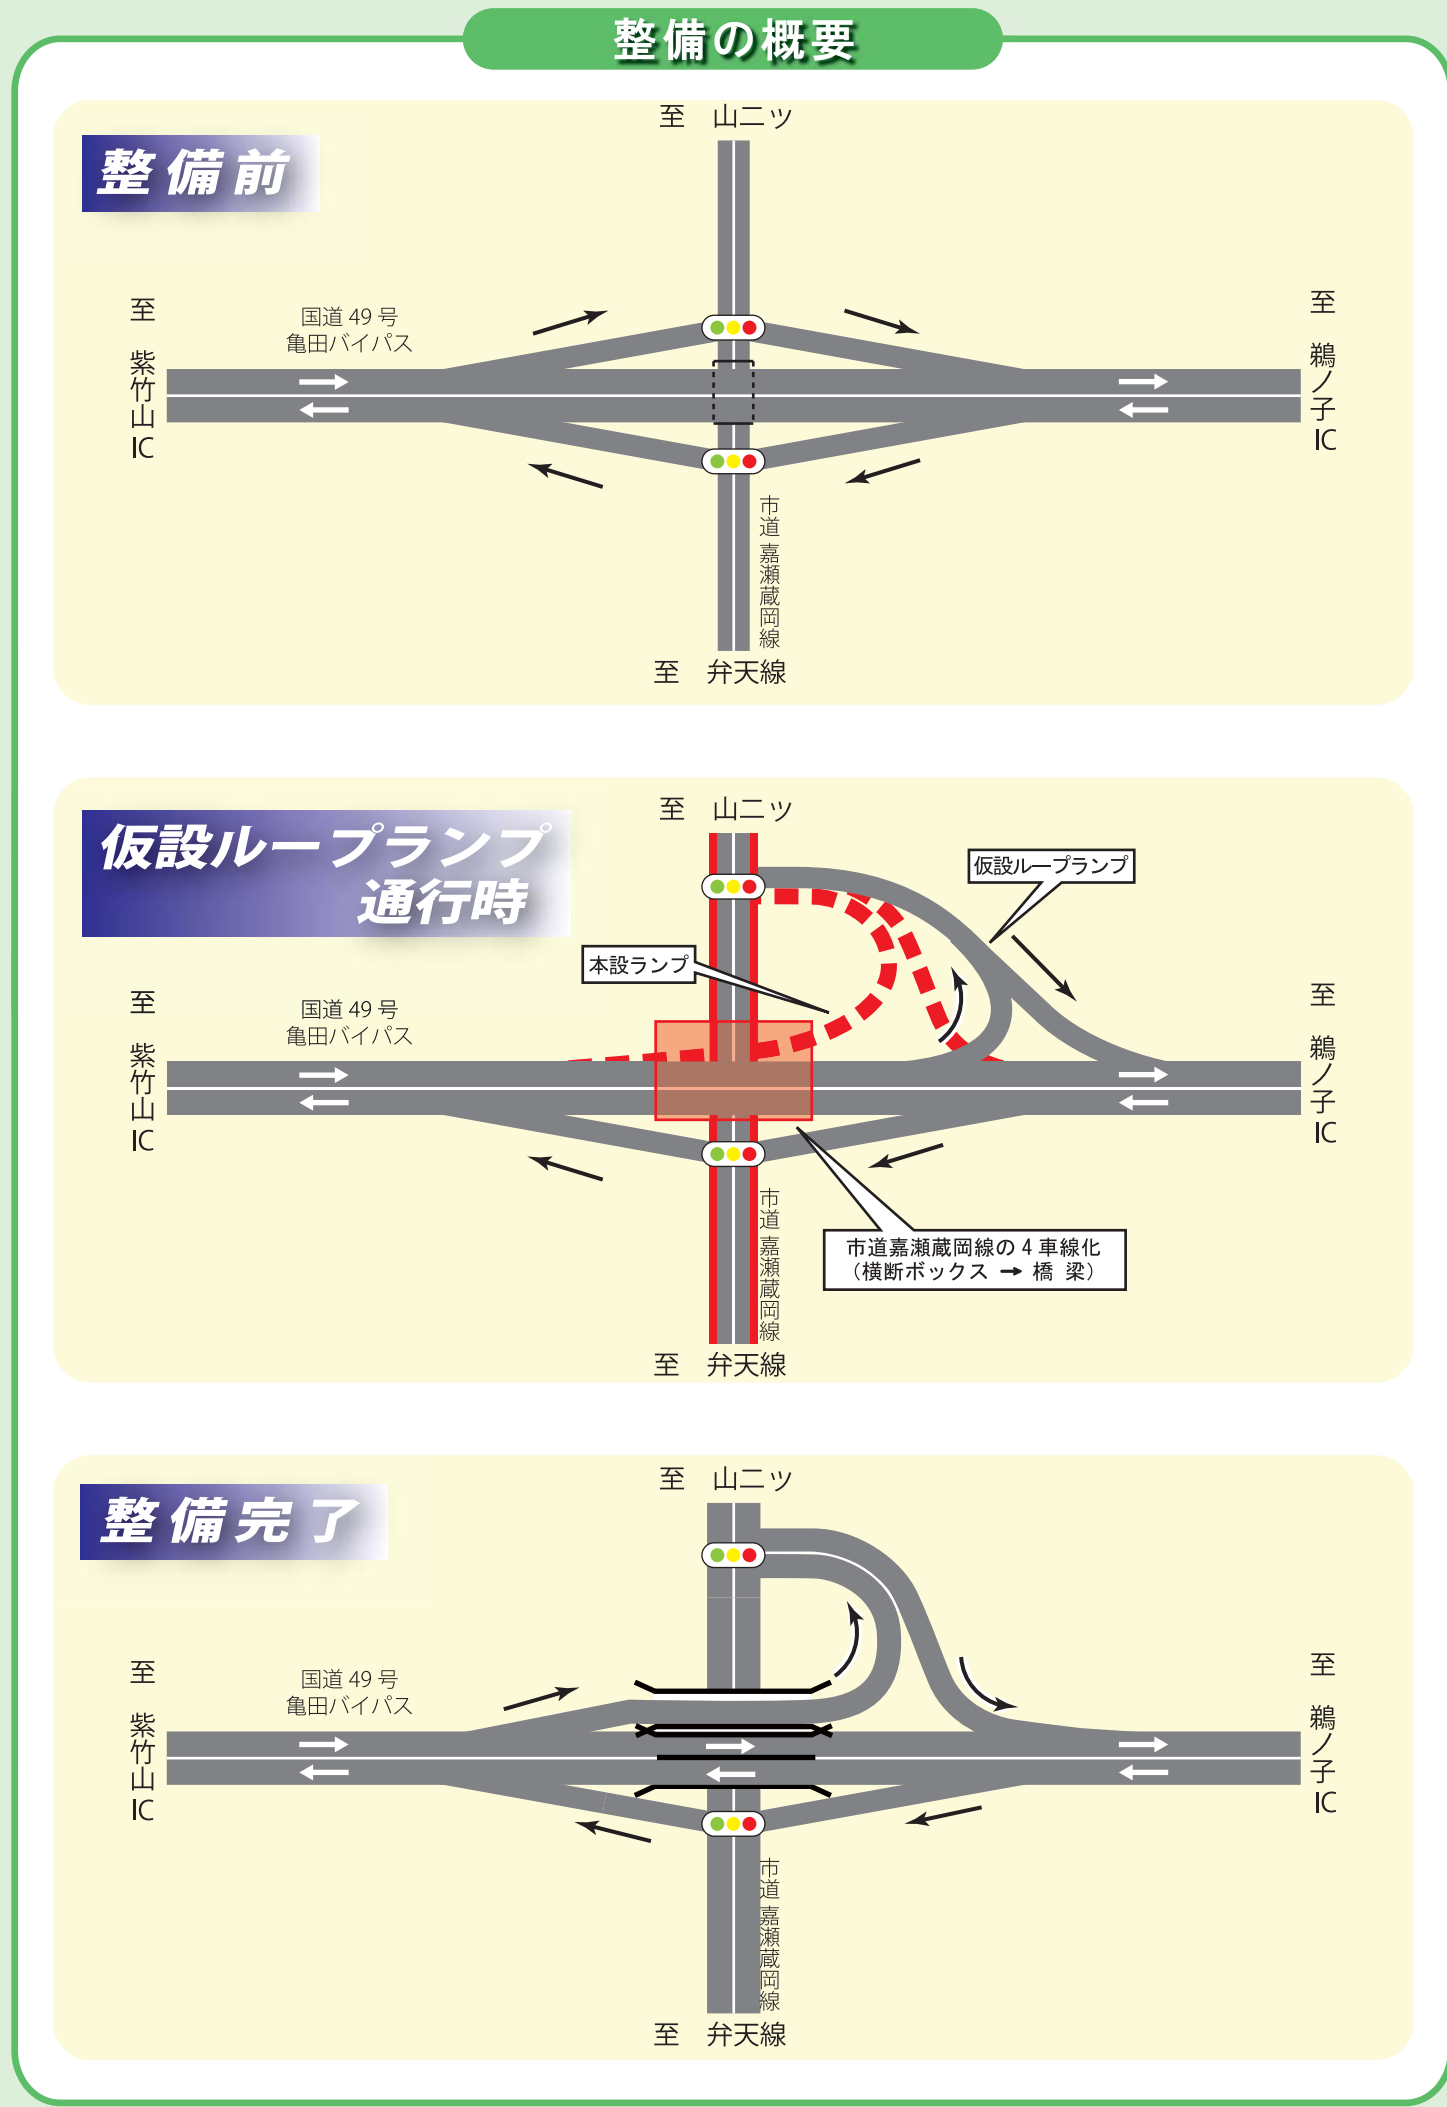 整備の概要
整備前
至 山二ッ
至 紫竹山IC
国道49号
亀田バイパス
至 鵜ノ子IC
市道 嘉瀬蔵岡線
至 弁天線
仮設ループランプ
通行時
至 山二ッ
仮設ループランプ
本設ランプ
至 紫竹山IC
国道49号
亀田バイパス
至 鵜ノ子IC
市道 嘉瀬蔵岡線
市道嘉瀬蔵岡線の4車線化
（横断ボックス → 橋 梁）
至 弁天線
整備完了
至 山二ッ
至 紫竹山IC
国道49号
亀田バイパス
至 鵜ノ子IC
市道 嘉瀬蔵岡線
至 弁天線